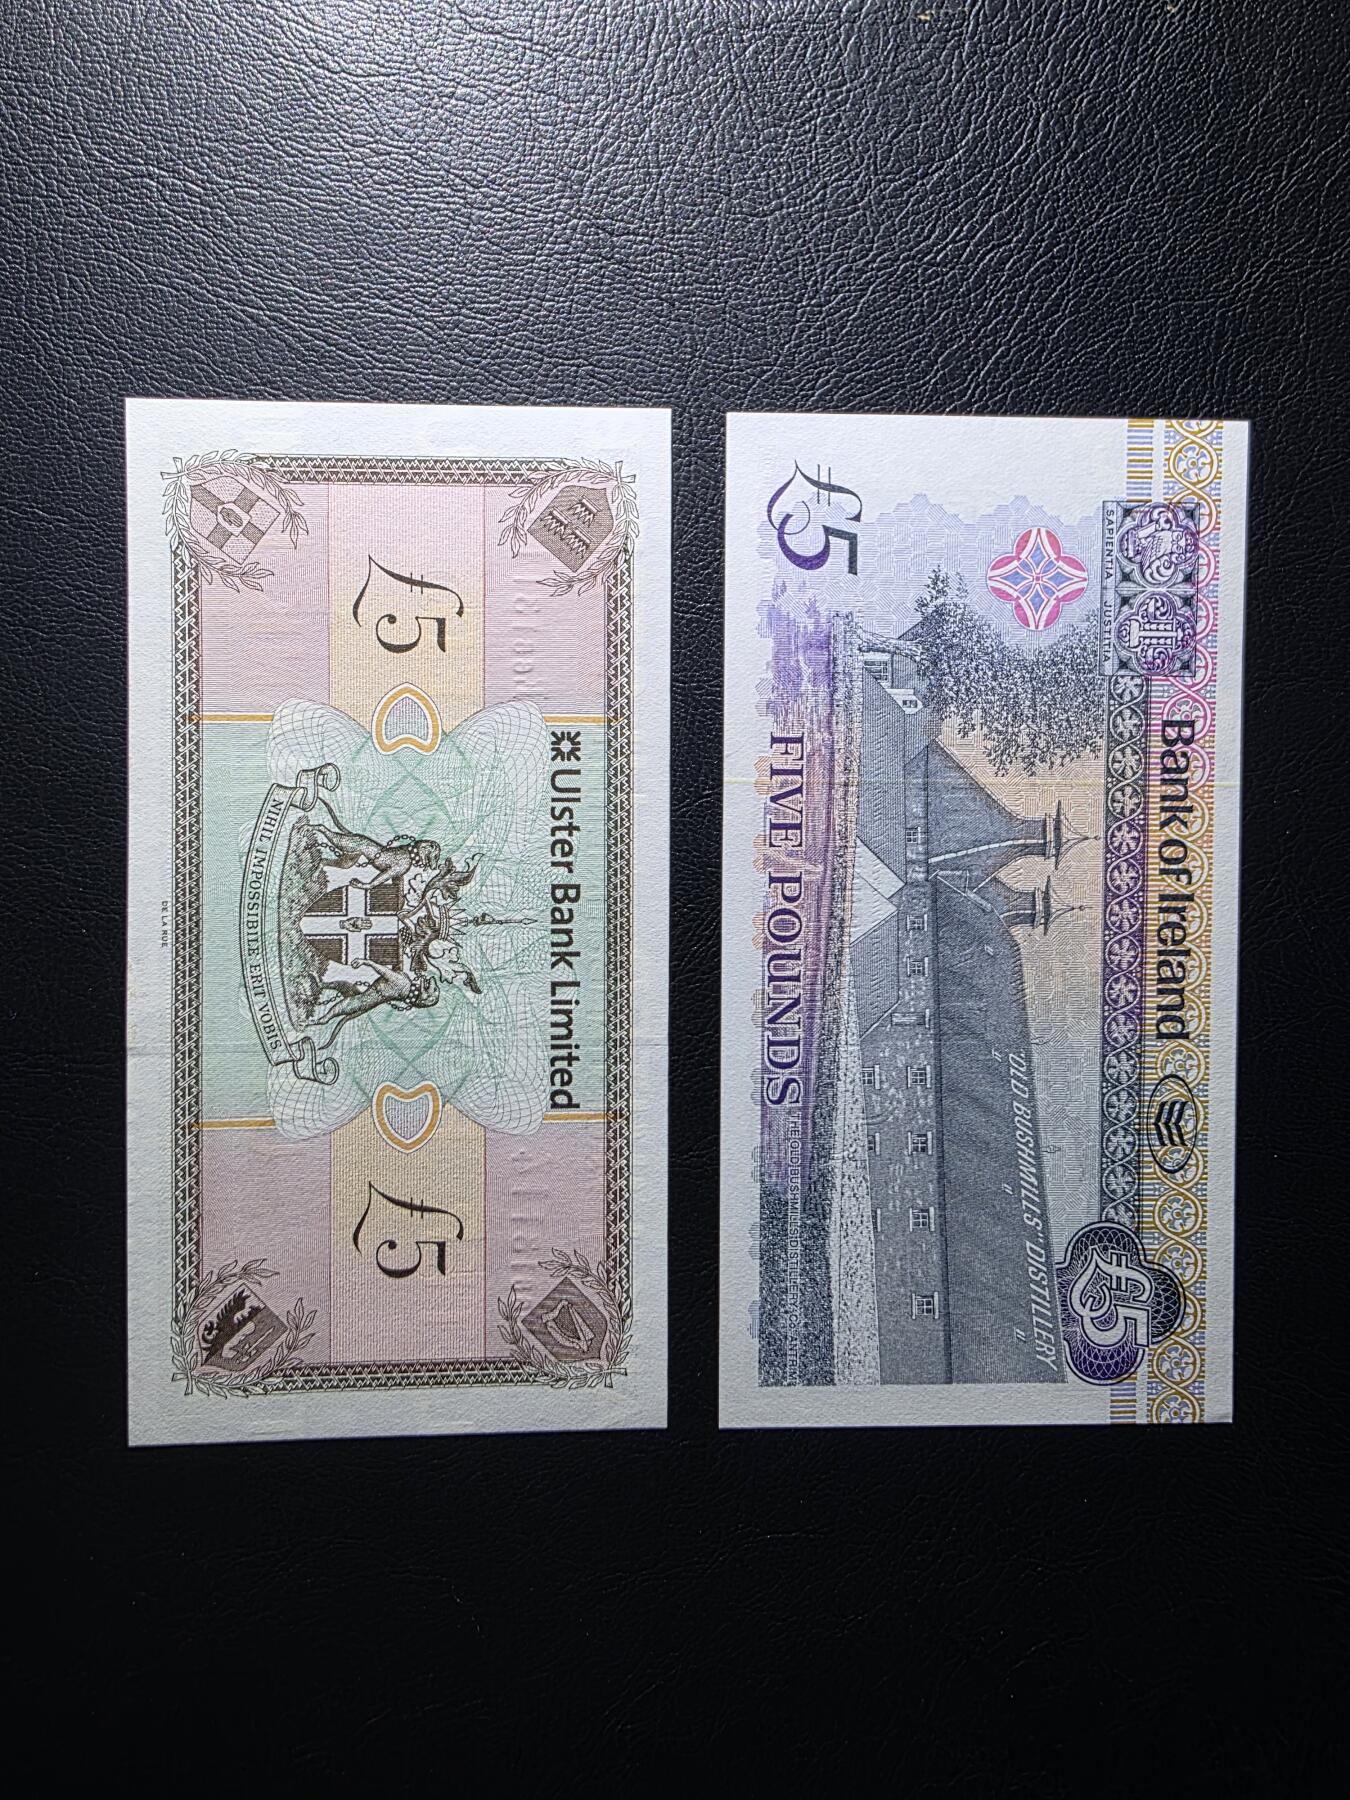 Ulster Bank Limited
£5
£5
NIHIL IMPOSSIBILE ERIT VOBIS
DE LA RUE
Bank of Ireland
SAPIENTIA JUSTITIA
£5
"OLD BUSHMILLS" DISTILLERY
£5
FIVE POUNDS
THE OLD BUSHMILLS DISTILLERY, CO. ANTRIM